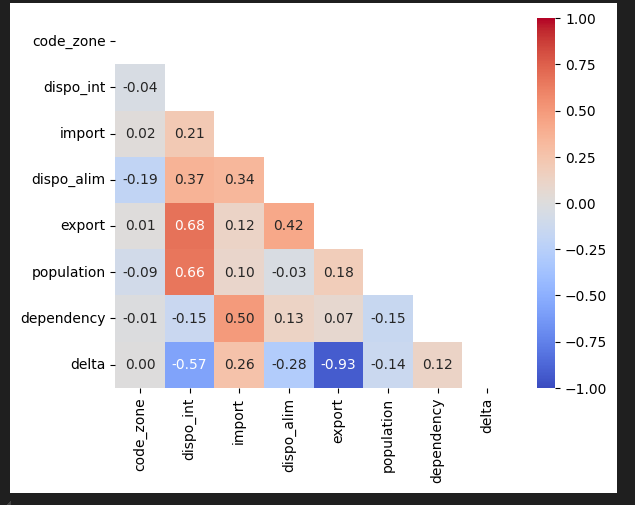 code_zone
dispo_int -0.04
import 0.02 0.21
dispo_alim -0.19 0.37 0.34
export 0.01 0.68 0.12 0.42
population -0.09 0.66 0.10 -0.03 0.18
dependency -0.01 -0.15 0.50 0.13 0.07 -0.15
delta 0.00 -0.57 0.26 -0.28 -0.93 -0.14 0.12
code_zone dispo_int import dispo_alim export population dependency delta
1.00
0.75
0.50
0.25
0.00
−0.25
−0.50
−0.75
−1.00